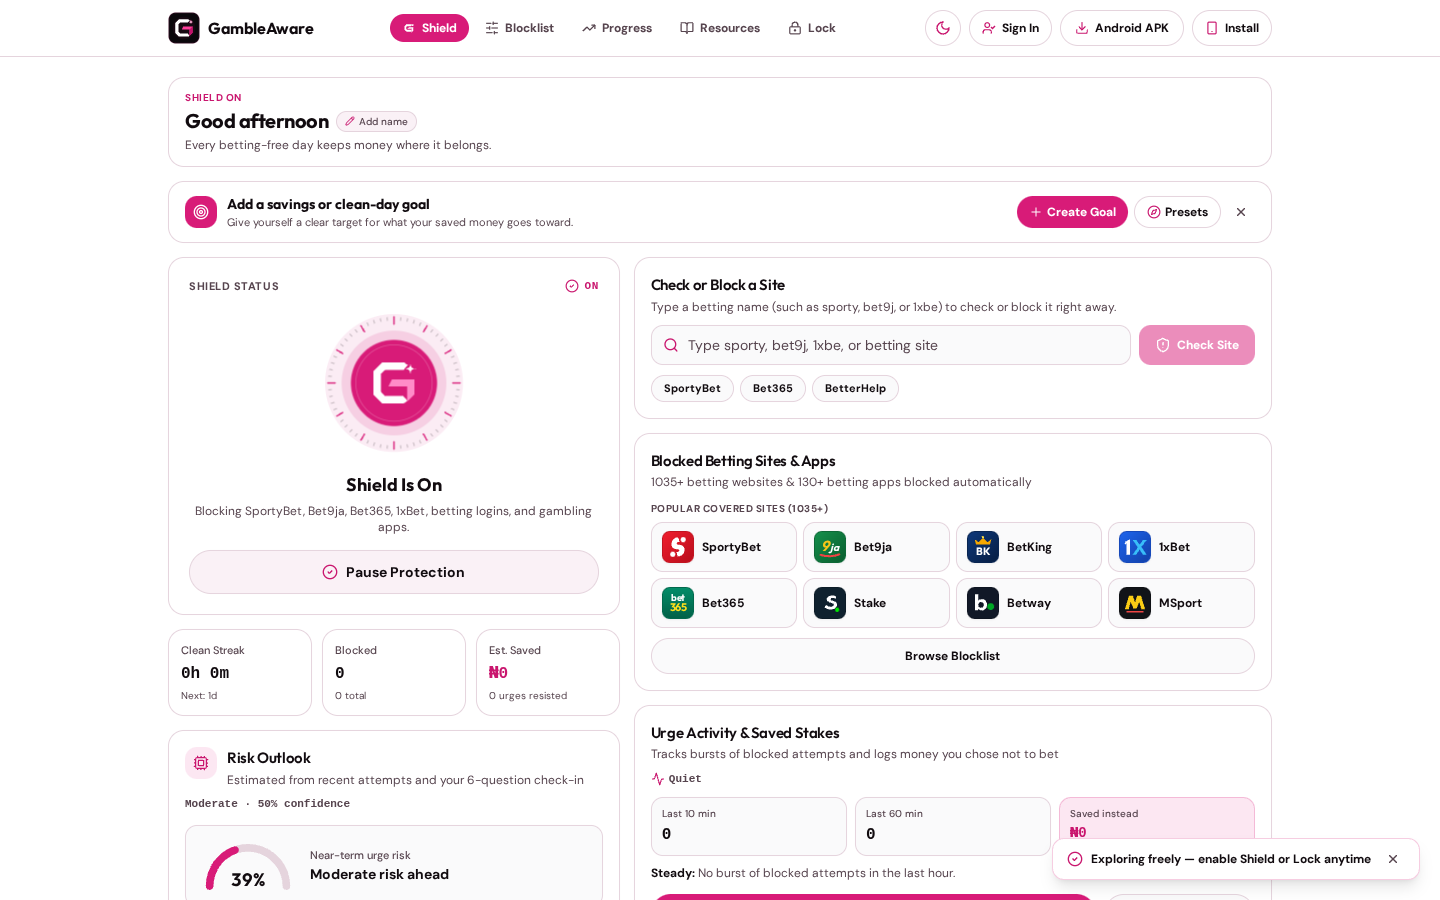 GambleAware
Shield
Blocklist
Progress
Resources
Lock
Sign In
Android APK
Install
SHIELD ON
Good afternoon
Add name
Every betting-free day keeps money where it belongs.
Add a savings or clean-day goal
Give yourself a clear target for what your saved money goes toward.
Create Goal
Presets
SHIELD STATUS
ON
Shield Is On
Blocking SportyBet, Bet9ja, Bet365, 1xBet, betting logins, and gambling
apps.
Pause Protection
Clean Streak
0h 0m
Next: 1d
Blocked
0
0 total
Est. Saved
₦0
0 urges resisted
Risk Outlook
Estimated from recent attempts and your 6-question check-in
Moderate · 50% confidence
39%
Near-term urge risk
Moderate risk ahead
Check or Block a Site
Type a betting name (such as sporty, bet9j, or 1xbe) to check or block it right away.
Type sporty, bet9j, 1xbe, or betting site
Check Site
SportyBet
Bet365
BetterHelp
Blocked Betting Sites & Apps
1035+ betting websites & 130+ betting apps blocked automatically
POPULAR COVERED SITES (1035+)
SportyBet
9ja
Bet9ja
BK
BetKing
1X
1xBet
bet
365
Bet365
S
Stake
b
Betway
M
MSport
Browse Blocklist
Urge Activity & Saved Stakes
Tracks bursts of blocked attempts and logs money you chose not to bet
Quiet
Last 10 min
0
Last 60 min
0
Saved instead
₦0
Steady: No burst of blocked attempts in the last hour.
Exploring freely — enable Shield or Lock anytime